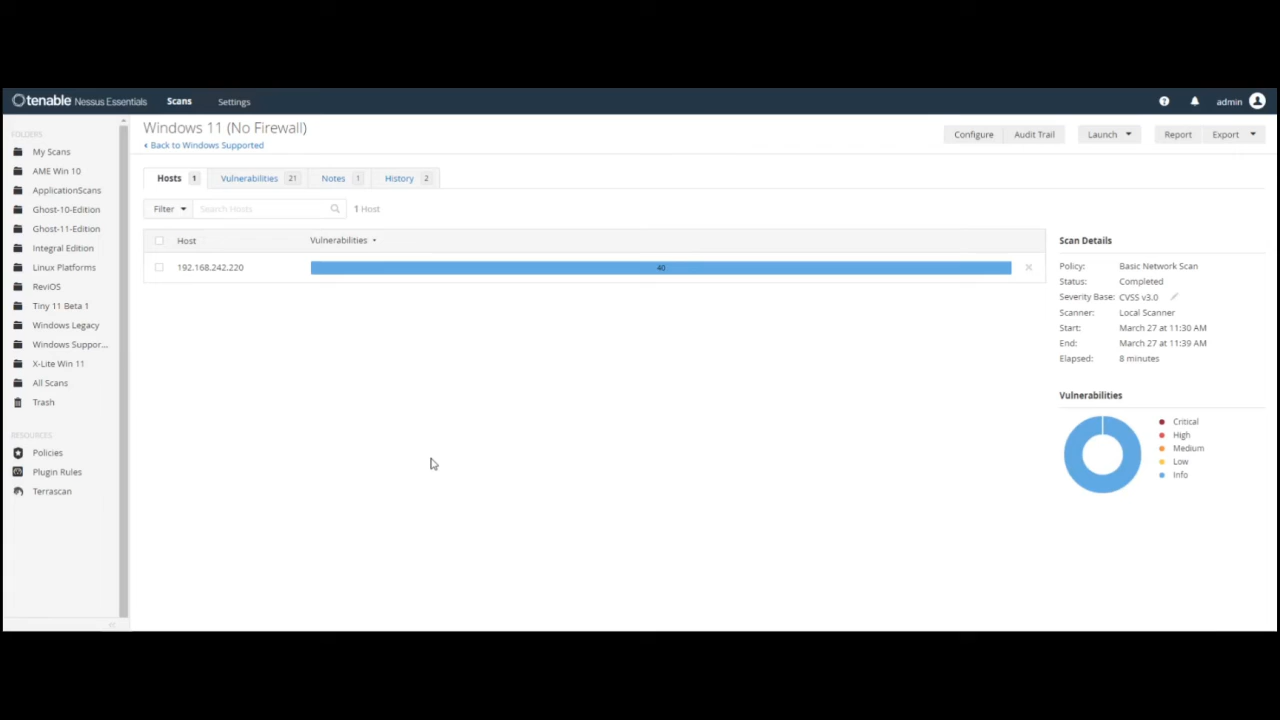 tenable Nessus Essentials Scans Settings admin
Windows 11 (No Firewall)
Back to Windows Supported
Configure Audit Trail Launch Report Export
FOLDERS
My Scans
AME Win 10
ApplicationScans
Ghost-10-Edition
Ghost-11-Edition
Integral Edition
Linux Platforms
ReviOS
Tiny 11 Beta 1
Windows Legacy
Windows Suppor...
X-Lite Win 11
All Scans
Trash
RESOURCES
Policies
Plugin Rules
Terrascan
Hosts 1 Vulnerabilities 21 Notes 1 History 2
Filter Search Hosts 1 Host
Host Vulnerabilities
192.168.242.220 40
Scan Details
Policy: Basic Network Scan
Status: Completed
Severity Base: CVSS v3.0
Scanner: Local Scanner
Start: March 27 at 11:30 AM
End: March 27 at 11:39 AM
Elapsed: 8 minutes
Vulnerabilities
Critical
High
Medium
Low
Info